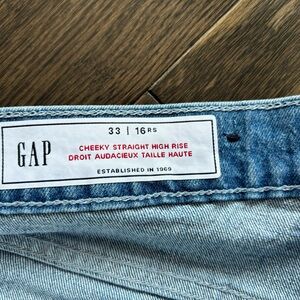 33 | 16RS
GAP
CHEEKY STRAIGHT HIGH RISE
DROIT AUDACIEUX TAILLE HAUTE
ESTABLISHED IN 1969